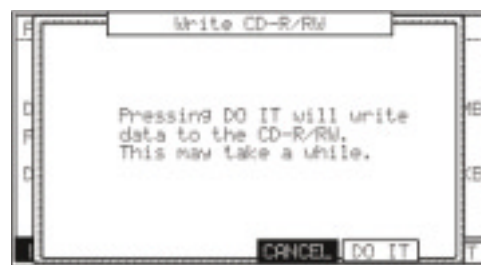 Write CD-R/RW
Pressing DO IT will write
data to the CD-R/RW.
This may take a while.
CANCEL DO IT